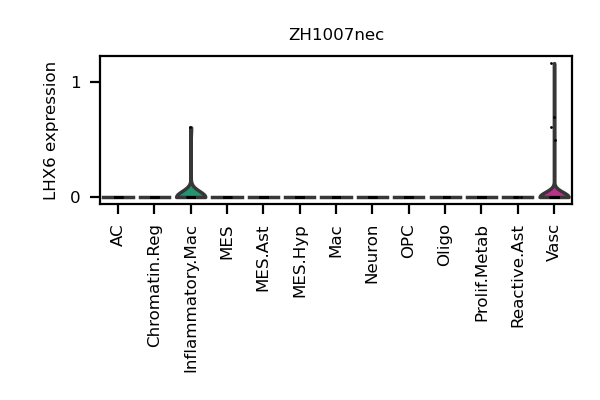 ZH1007nec
LHX6 expression
1
0
AC
Chromatin.Reg
Inflammatory.Mac
MES
MES.Ast
MES.Hyp
Mac
Neuron
OPC
Oligo
Prolif.Metab
Reactive.Ast
Vasc